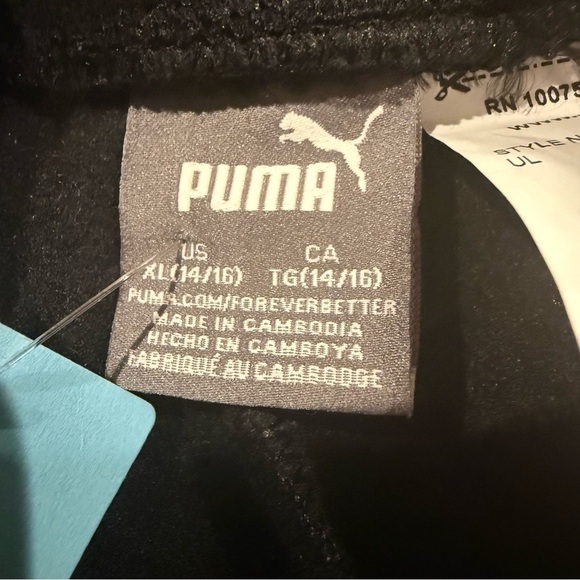 PUMA
US CA
XL(14/16) TG(14/16)
PUMA.COM/FOREVERBETTER
MADE IN CAMBODIA
HECHO EN CAMBOYA
FABRIQUÉ AU CAMBODGE
RN 10075
WWW.
STYLE N
UL